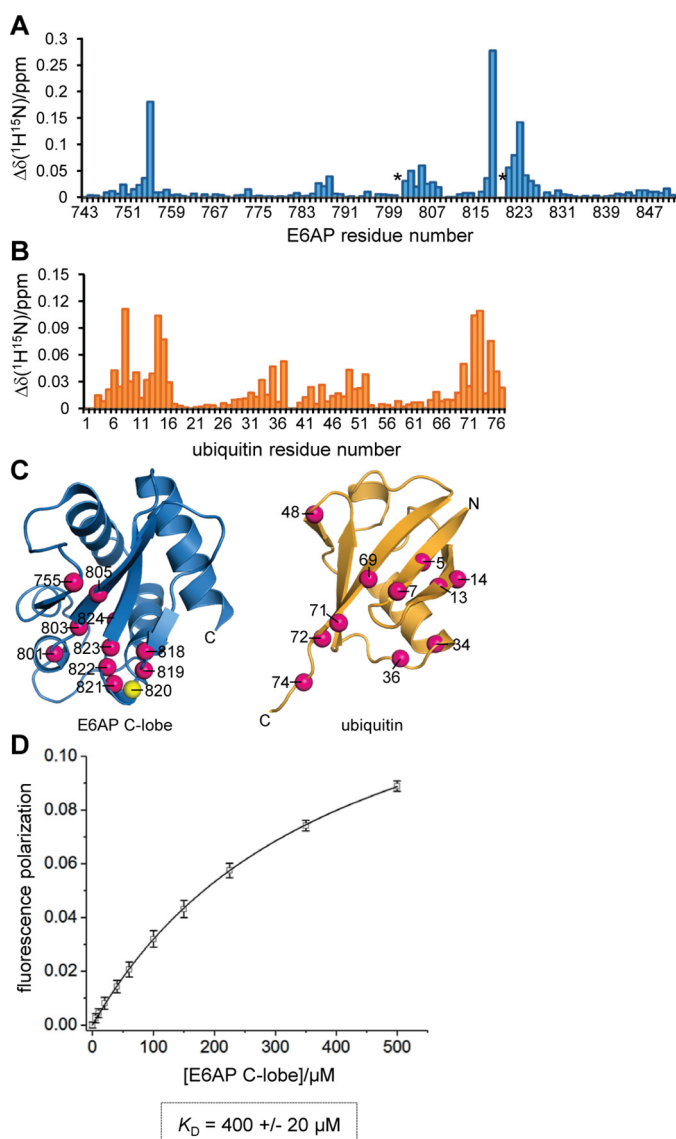 A
Δδ(¹H¹⁵N)/ppm
0.3
0.25
0.2
0.15
0.1
0.05
0
* *
743 751 759 767 775 783 791 799 807 815 823 831 839 847
E6AP residue number
B
Δδ(¹H¹⁵N)/ppm
0.15
0.12
0.09
0.06
0.03
0
1 6 11 16 21 26 31 36 41 46 51 56 61 66 71 76
ubiquitin residue number
C
755
805
803
824
801
823
822
821
818
819
820
C
E6AP C-lobe
N
48
69
5
14
7
13
71
72
34
74
36
C
ubiquitin
D
fluorescence polarization
0.10
0.08
0.06
0.04
0.02
0.00
0 100 200 300 400 500
[E6AP C-lobe]/μM
K_D = 400 +/- 20 μM